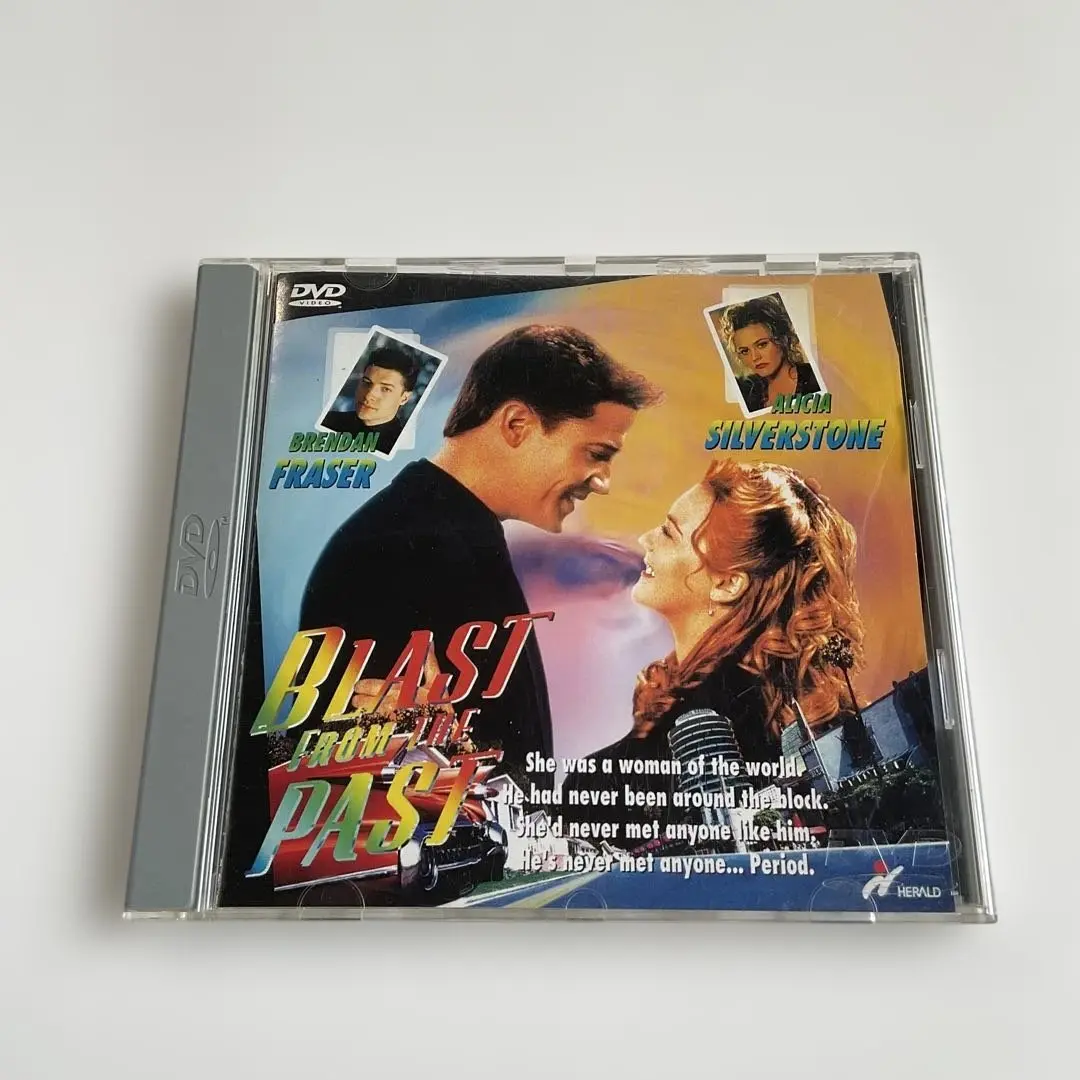 DVD
VIDEO
BRENDAN
FRASER
ALICIA
SILVERSTONE
DVD
BLAST
FROM THE
PAST
She was a woman of the world.
He had never been around the block.
She'd never met anyone like him.
He's never met anyone... Period.
DVD
HERALD